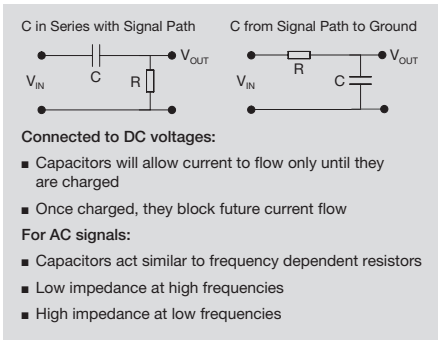 C in Series with Signal Path
C from Signal Path to Ground
VIN
C
R
VOUT
VIN
R
C
VOUT
Connected to DC voltages:
■ Capacitors will allow current to flow only until they
are charged
■ Once charged, they block future current flow
For AC signals:
■ Capacitors act similar to frequency dependent resistors
■ Low impedance at high frequencies
■ High impedance at low frequencies